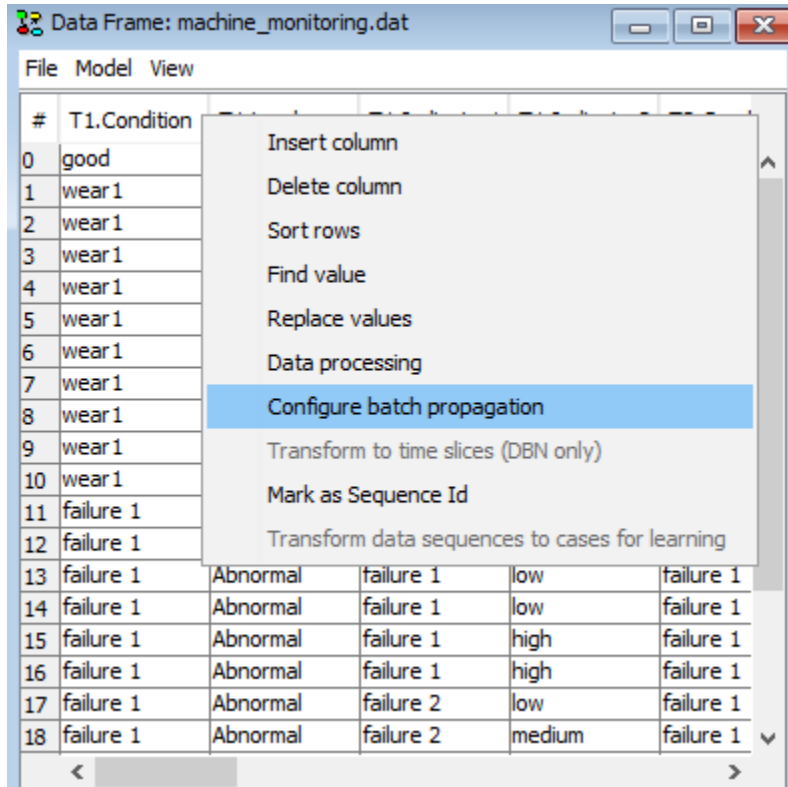 Data Frame: machine_monitoring.dat
File Model View
# T1.Condition
Insert column
Delete column
Sort rows
Find value
Replace values
Data processing
Configure batch propagation
Transform to time slices (DBN only)
Mark as Sequence Id
Transform data sequences to cases for learning
0 good
1 wear1
2 wear1
3 wear1
4 wear1
5 wear1
6 wear1
7 wear1
8 wear1
9 wear1
10 wear1
11 failure 1
12 failure 1
13 failure 1 Abnormal failure 1 low failure 1
14 failure 1 Abnormal failure 1 low failure 1
15 failure 1 Abnormal failure 1 high failure 1
16 failure 1 Abnormal failure 1 high failure 1
17 failure 1 Abnormal failure 2 low failure 1
18 failure 1 Abnormal failure 2 medium failure 1